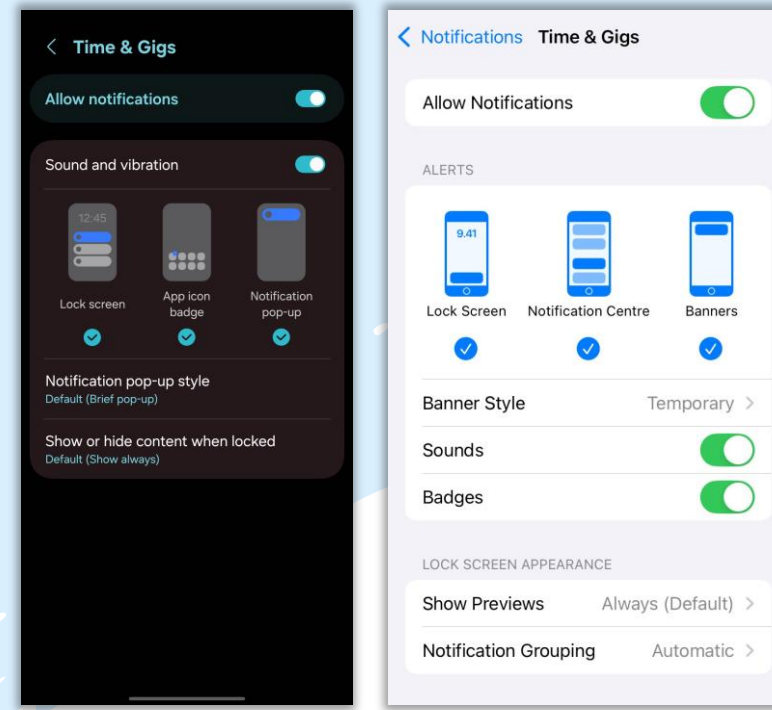 Time & Gigs
Allow notifications
Sound and vibration
12:45
Lock screen
App icon badge
Notification pop-up
Notification pop-up style
Default (Brief pop-up)
Show or hide content when locked
Default (Show always)
Notifications Time & Gigs
Allow Notifications
ALERTS
9.41
Lock Screen Notification Centre Banners
Banner Style Temporary
Sounds
Badges
LOCK SCREEN APPEARANCE
Show Previews Always (Default)
Notification Grouping Automatic